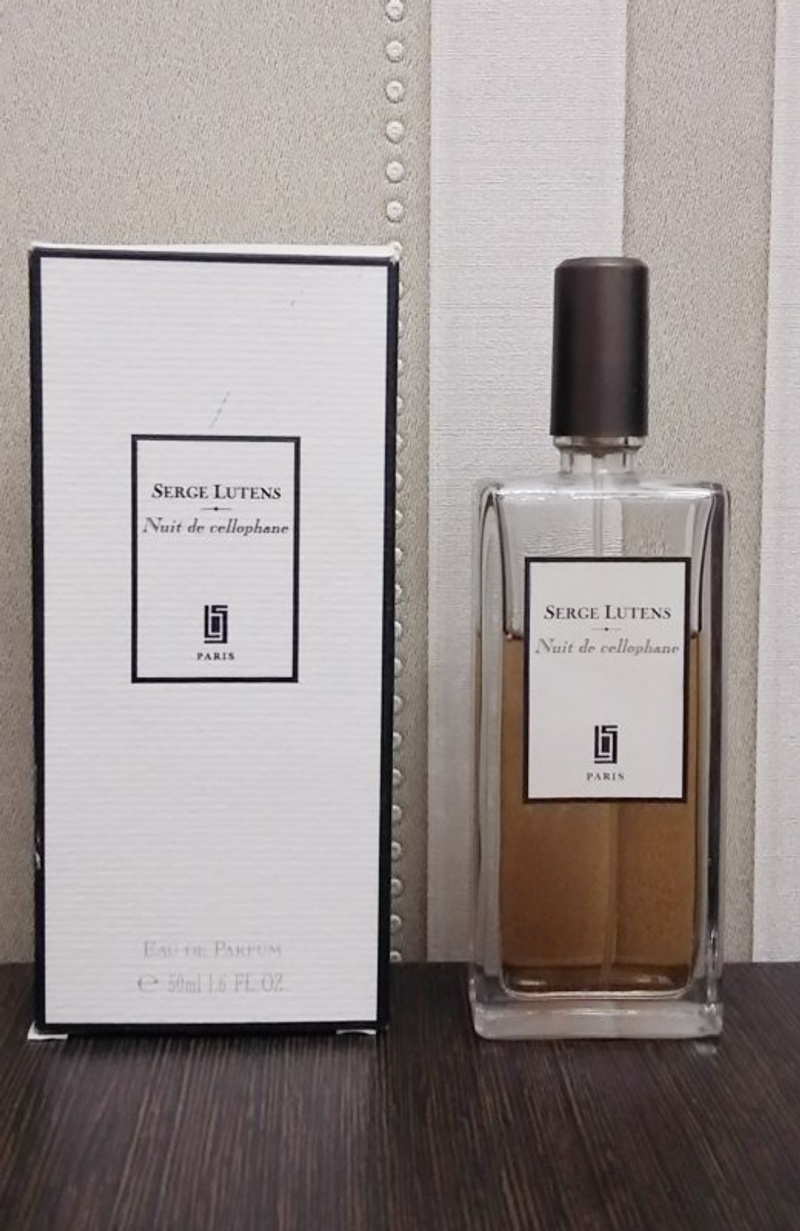 SERGE LUTENS
Nuit de cellophane
PARIS
EAU DE PARFUM
℮ 50ml 1.6 FL. OZ.
SERGE LUTENS
Nuit de cellophane
PARIS